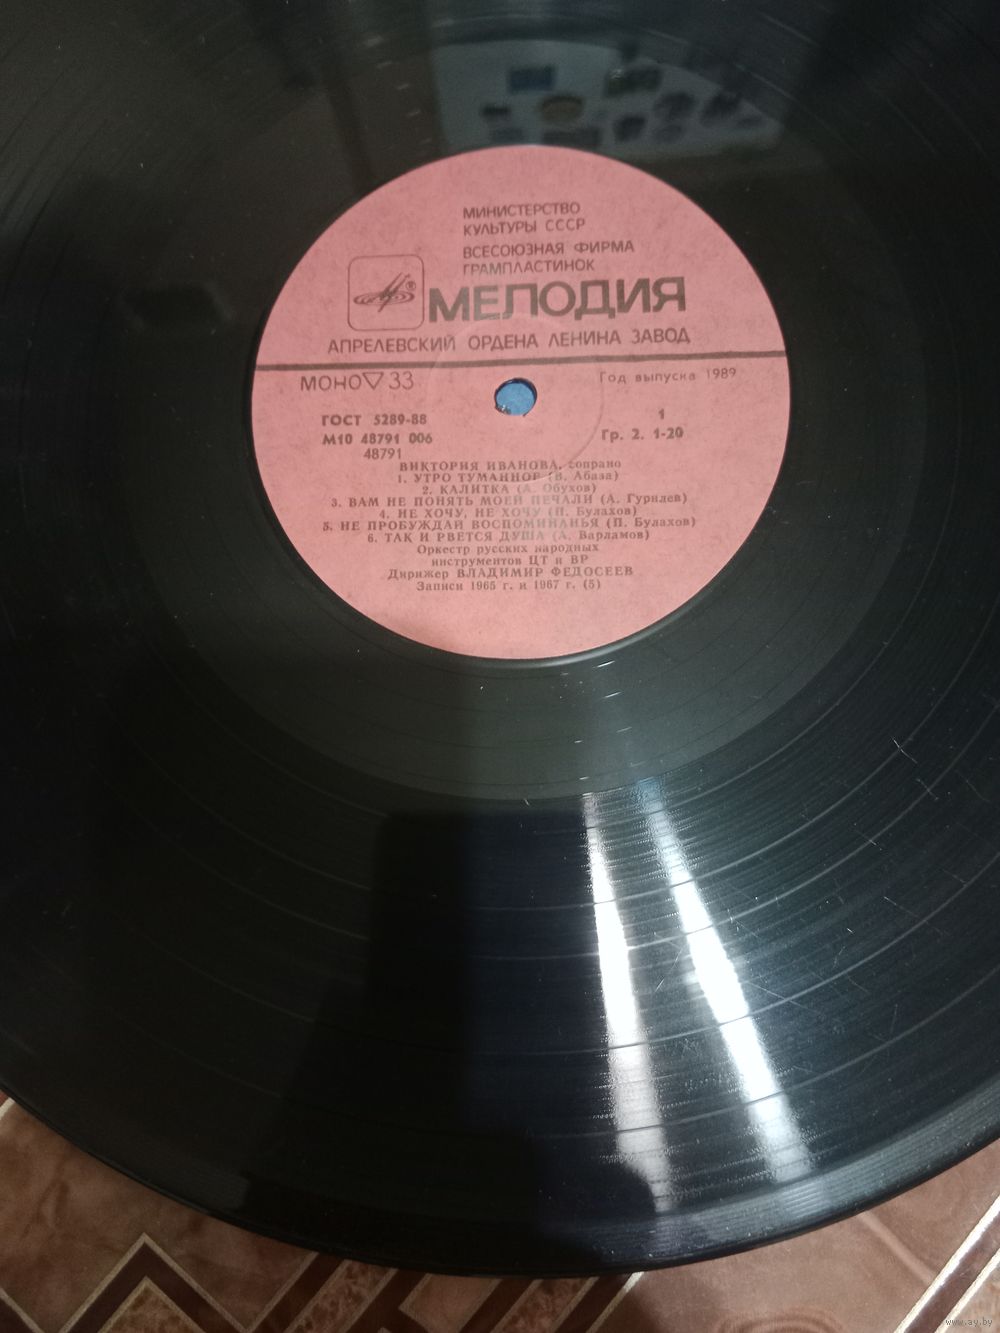 МИНИСТЕРСТВО
КУЛЬТУРЫ СССР
ВСЕСОЮЗНАЯ ФИРМА
ГРАМПЛАСТИНОК
® МЕЛОДИЯ
АПРЕЛЕВСКИЙ ОРДЕНА ЛЕНИНА ЗАВОД
МОНО▽33
Год выпуска 1989
ГОСТ 5289-88
М10 48791 006
48791
1
Гр. 2. 1-20
ВИКТОРИЯ ИВАНОВА, сопрано
1. УТРО ТУМАННОЕ (В. Абаза)
2. КАЛИТКА (А. Обухов)
3. ВАМ НЕ ПОНЯТЬ МОЕЙ ПЕЧАЛИ (А. Гурилев)
4. НЕ ХОЧУ, НЕ ХОЧУ (П. Булахов)
5. НЕ ПРОБУЖДАЙ ВОСПОМИНАНЬЯ (П. Булахов)
6. ТАК И РВЕТСЯ ДУША (А. Варламов)
Оркестр русских народных
инструментов ЦТ и ВР
Дирижер ВЛАДИМИР ФЕДОСЕЕВ
Записи 1965 г. и 1967 г. (5)
www.ay.by